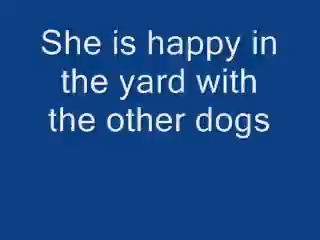 She is happy in
the yard with
the other dogs